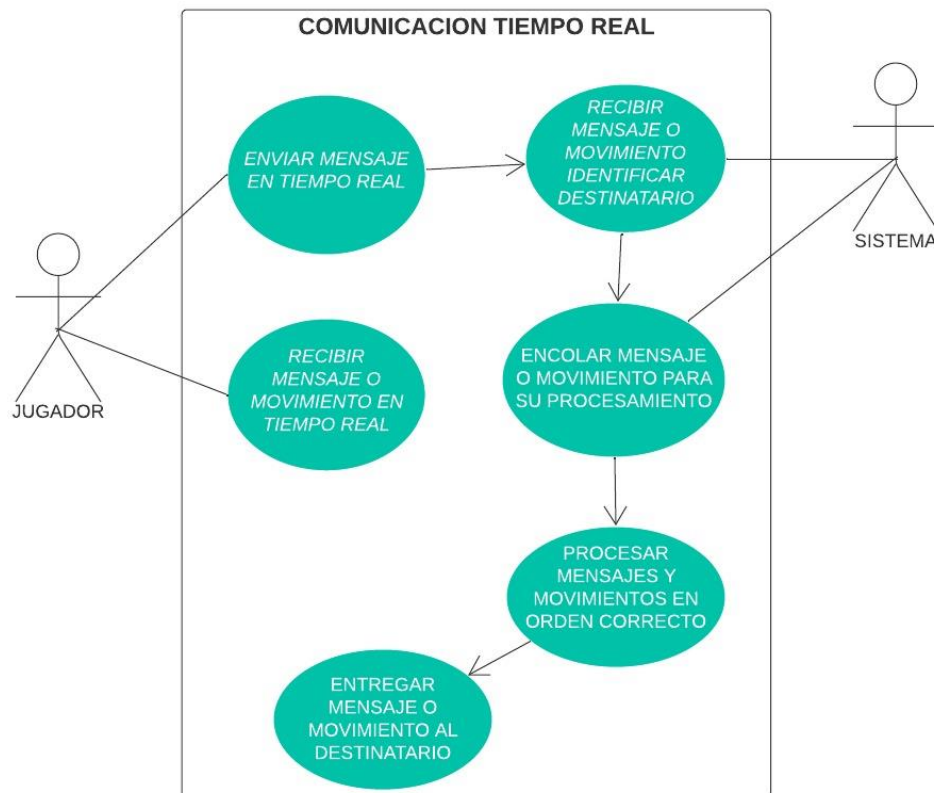 COMUNICACION TIEMPO REAL
ENVIAR MENSAJE
EN TIEMPO REAL
RECIBIR
MENSAJE O
MOVIMIENTO
IDENTIFICAR
DESTINATARIO
SISTEMA
JUGADOR
RECIBIR
MENSAJE O
MOVIMIENTO EN
TIEMPO REAL
ENCOLAR MENSAJE
O MOVIMIENTO PARA
SU PROCESAMIENTO
PROCESAR
MENSAJES Y
MOVIMIENTOS EN
ORDEN CORRECTO
ENTREGAR
MENSAJE O
MOVIMIENTO AL
DESTINATARIO